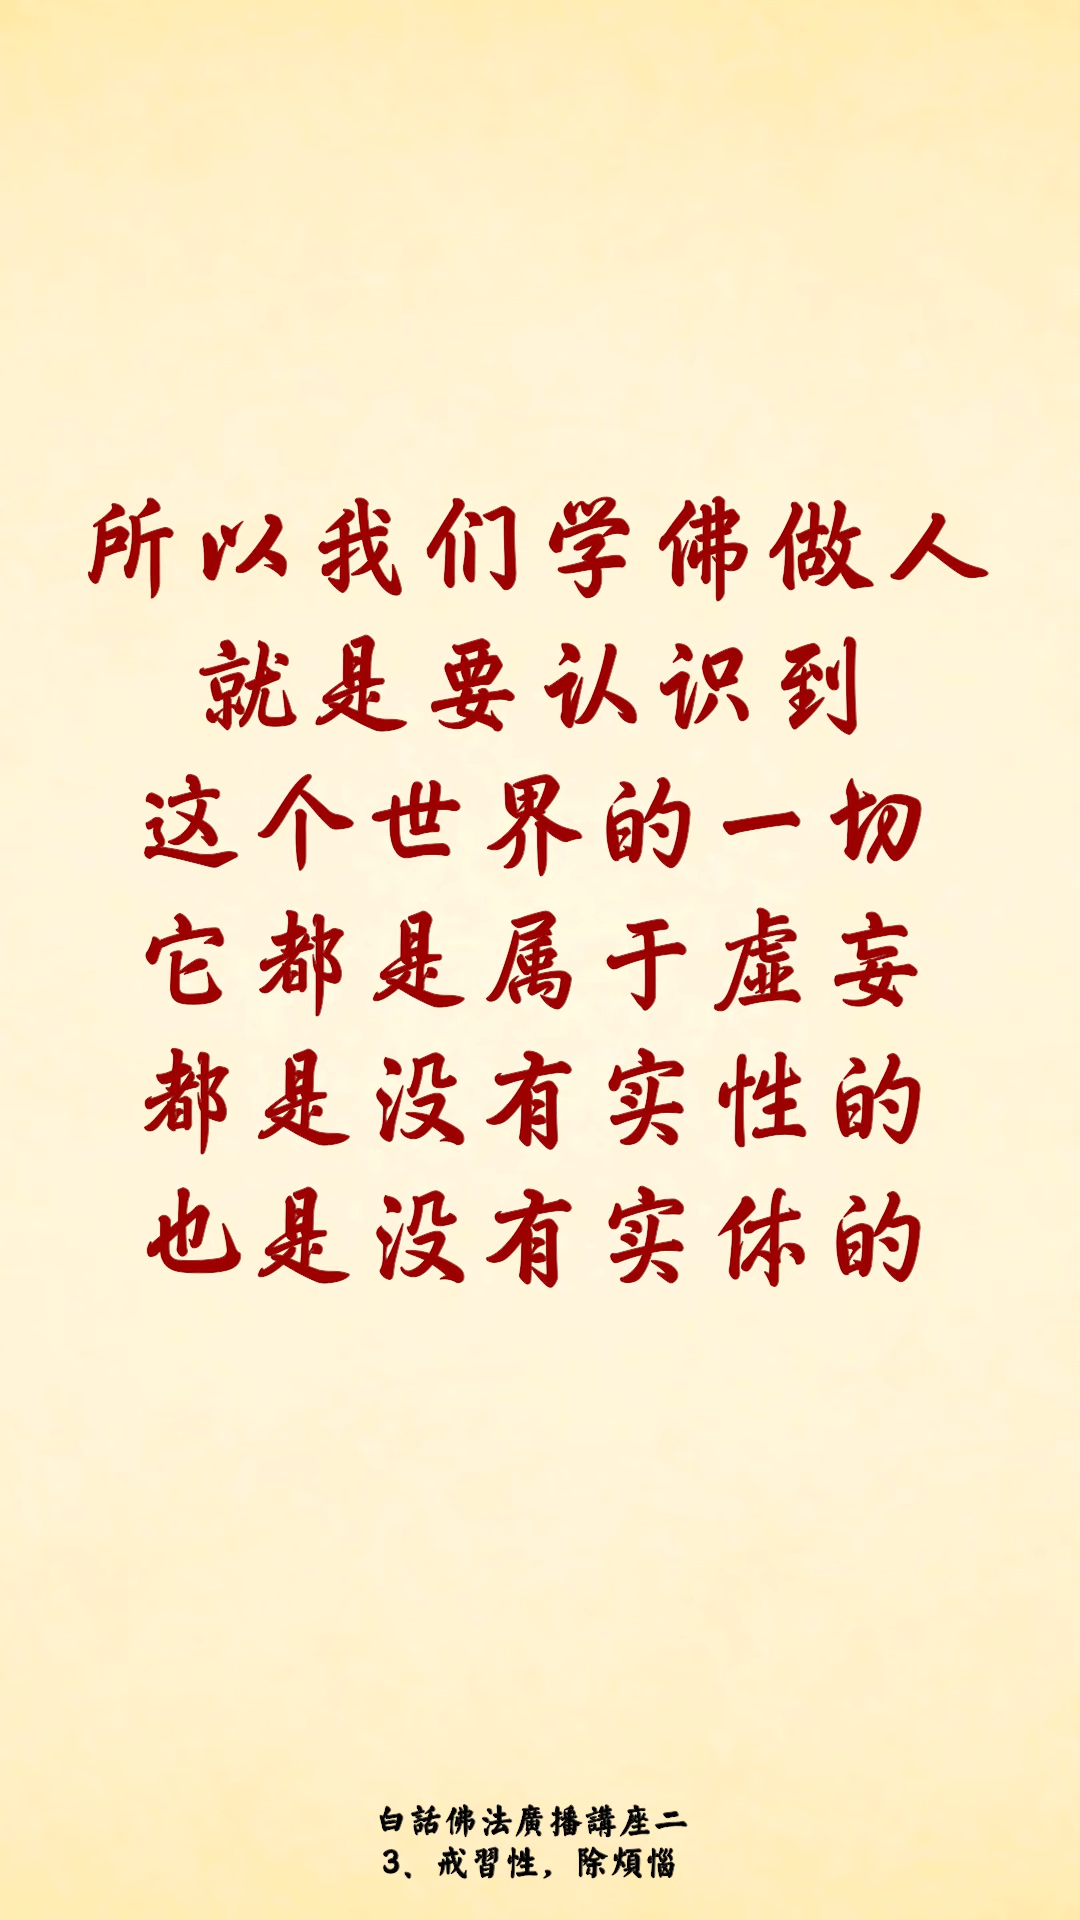 所以我们学佛做人
就是要认识到
这个世界的一切
它都是属于虚妄
都是没有实性的
也是没有实体的
白話佛法廣播講座二
3、戒習性，除煩惱